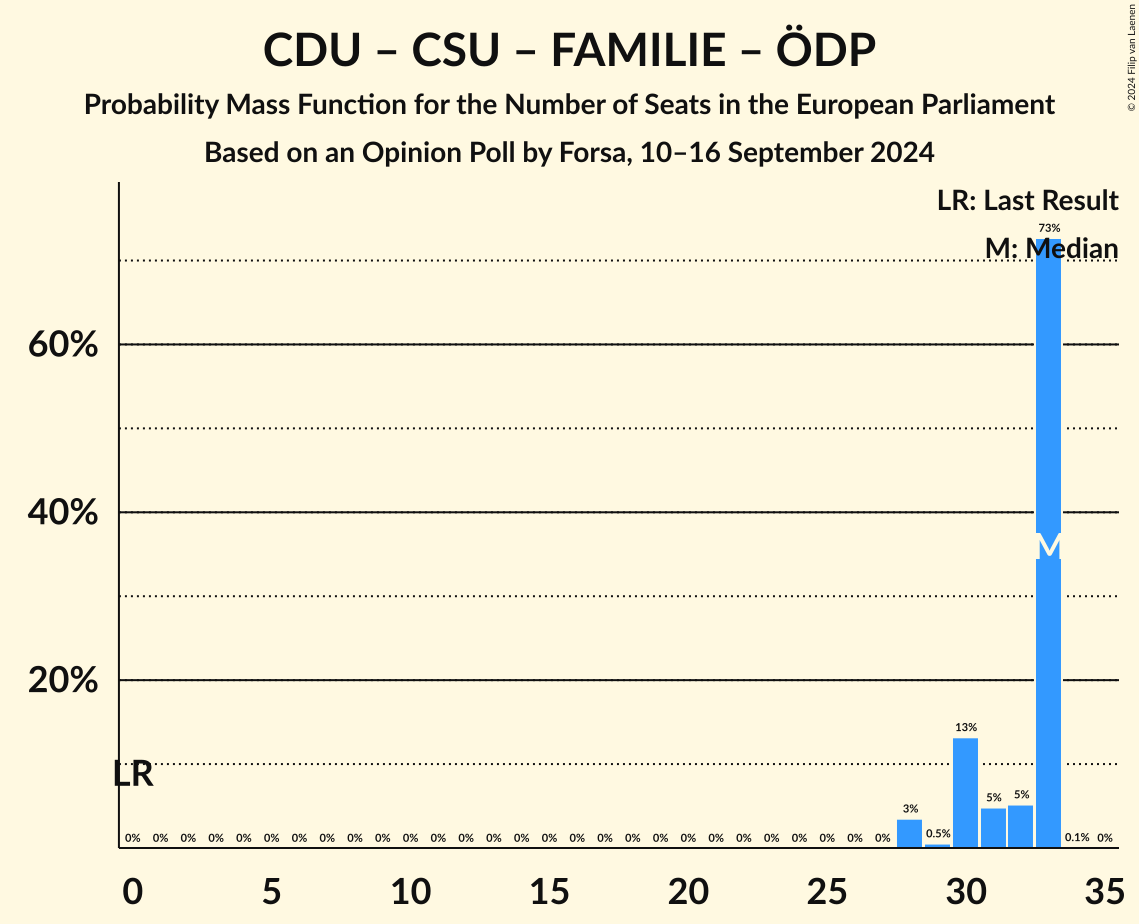 CDU – CSU – FAMILIE – ÖDP
Probability Mass Function for the Number of Seats in the European Parliament
Based on an Opinion Poll by Forsa, 10–16 September 2024
© 2024 Filip van Laenen
LR: Last Result
M: Median
73%
60%
40%
M
20%
13%
LR
5%
5%
3%
0.5%
0% 0% 0% 0% 0% 0% 0% 0% 0% 0% 0% 0% 0% 0% 0% 0% 0% 0% 0% 0% 0% 0% 0% 0% 0% 0% 0% 0% 0.1% 0%
0 5 10 15 20 25 30 35